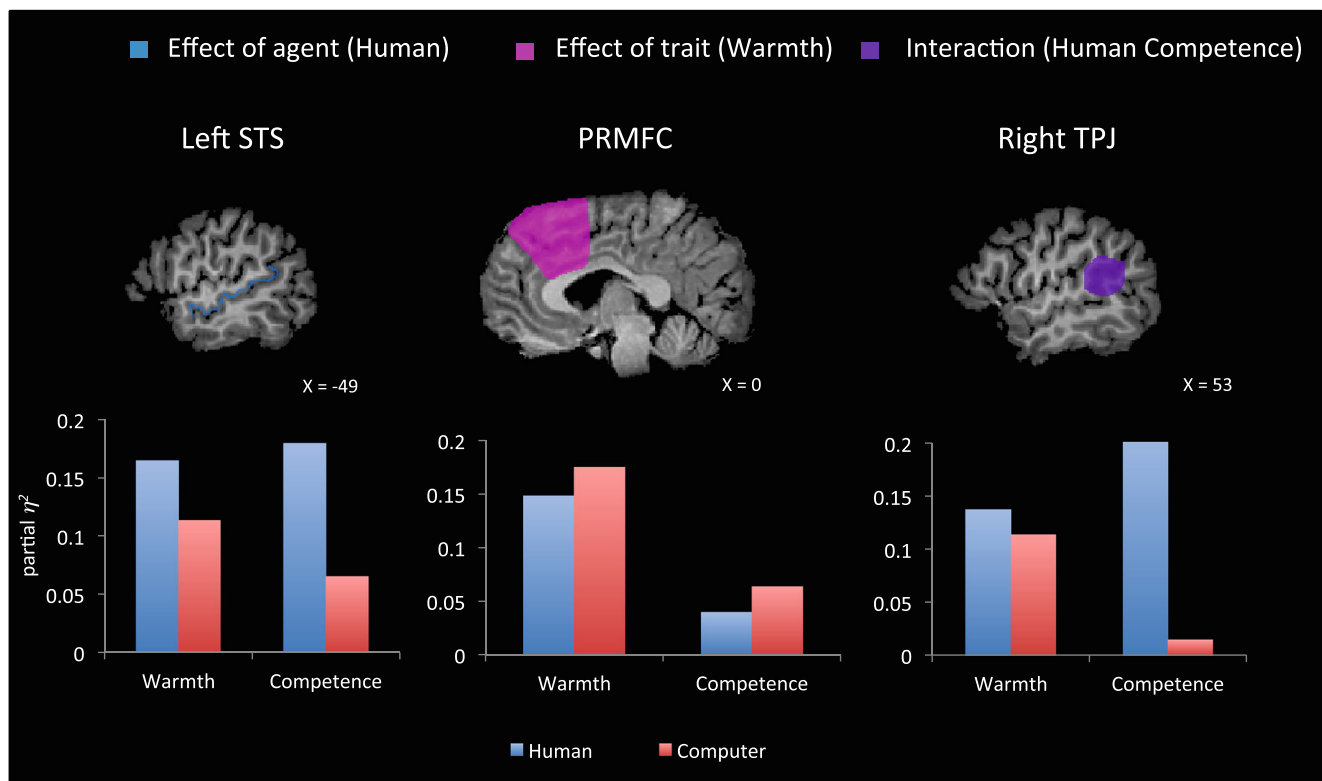 Effect of agent (Human)
Effect of trait (Warmth)
Interaction (Human Competence)
Left STS
PRMFC
Right TPJ
X = -49
X = 0
X = 53
partial η²
0.2
0.15
0.1
0.05
0
Warmth
Competence
0.2
0.15
0.1
0.05
0
Warmth
Competence
0.2
0.15
0.1
0.05
0
Warmth
Competence
Human
Computer